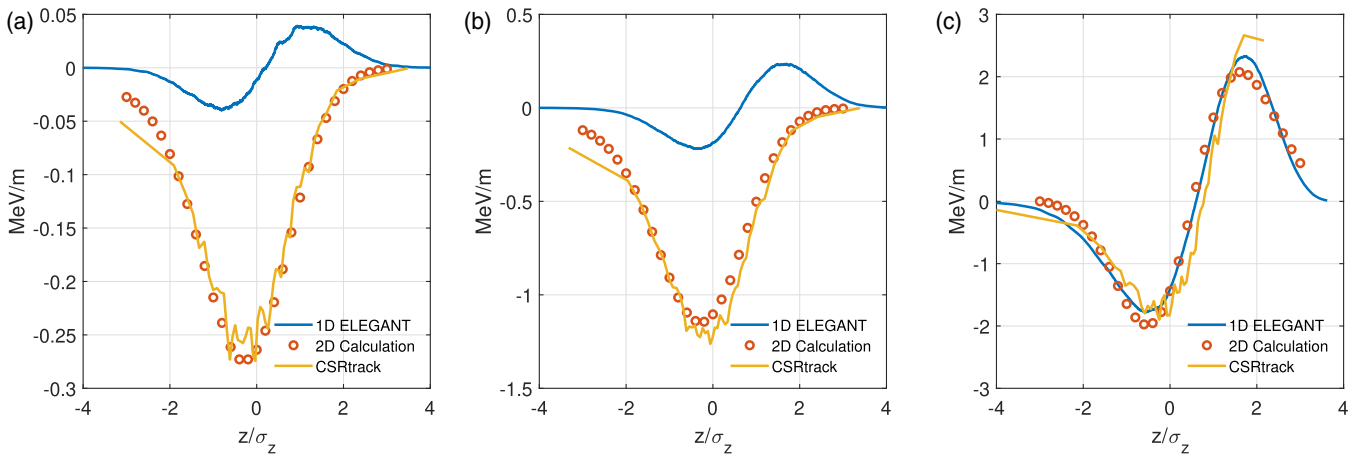 (a)
0.05
0
-0.05
-0.1
-0.15
-0.2
-0.25
-0.3
MeV/m
-4
-2
0
2
4
z/σz
1D ELEGANT
2D Calculation
CSRtrack
(b)
0.5
0
-0.5
-1
-1.5
MeV/m
-4
-2
0
2
4
z/σz
1D ELEGANT
2D Calculation
CSRtrack
(c)
3
2
1
0
-1
-2
-3
MeV/m
-4
-2
0
2
4
z/σz
1D ELEGANT
2D Calculation
CSRtrack